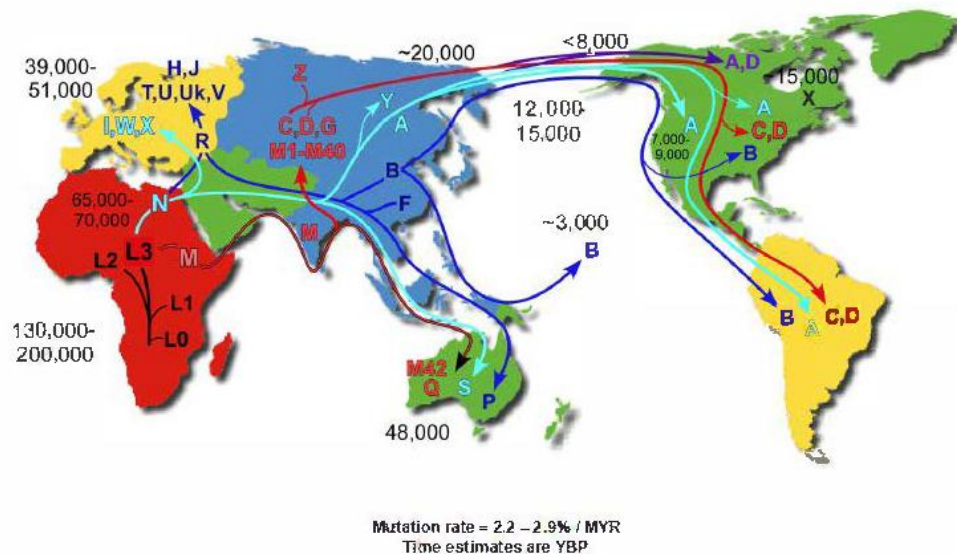 ~20,000
<8,000
39,000-
51,000
H,J
T,U,Uk,V
I,W,X
R
Z
C,D,G
M1-M40
Y
A
A,D
~15,000
X
A
A
C,D
12,000-
15,000
7,000-
9,000
B
B
F
N
65,000-
70,000
L3
L2
M
M
~3,000
B
L1
L0
130,000-
200,000
B
A
C,D
M42
Q
S
P
48,000
Mutation rate = 2.2 – 2.9% / MYR
Time estimates are YBP